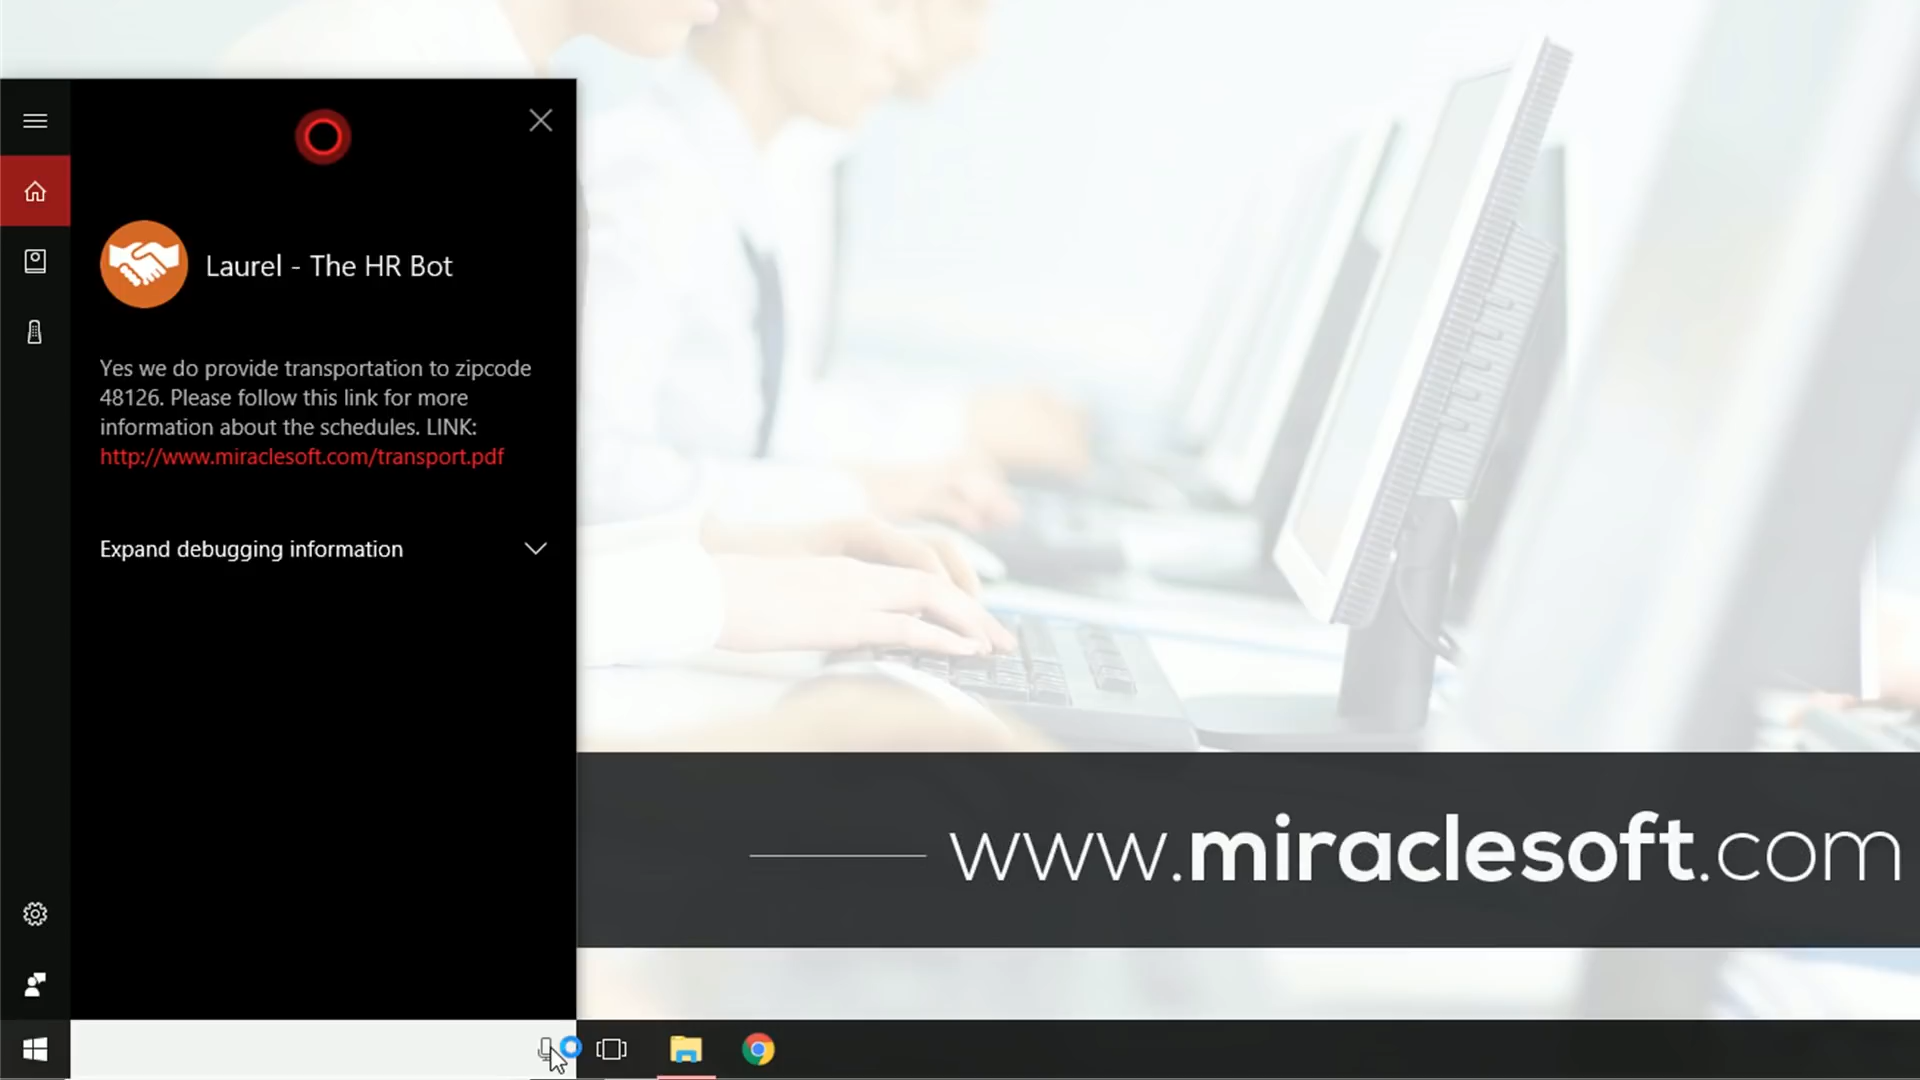 Laurel - The HR Bot
Yes we do provide transportation to zipcode
48126. Please follow this link for more
information about the schedules. LINK:
http://www.miraclesoft.com/transport.pdf
Expand debugging information
www.miraclesoft.com